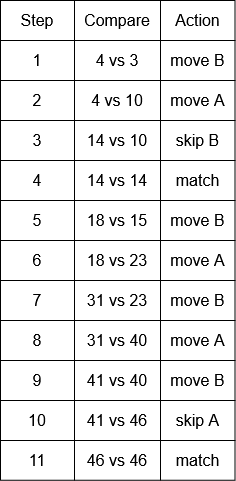 Step Compare Action
1 4 vs 3 move B
2 4 vs 10 move A
3 14 vs 10 skip B
4 14 vs 14 match
5 18 vs 15 move B
6 18 vs 23 move A
7 31 vs 23 move B
8 31 vs 40 move A
9 41 vs 40 move B
10 41 vs 46 skip A
11 46 vs 46 match